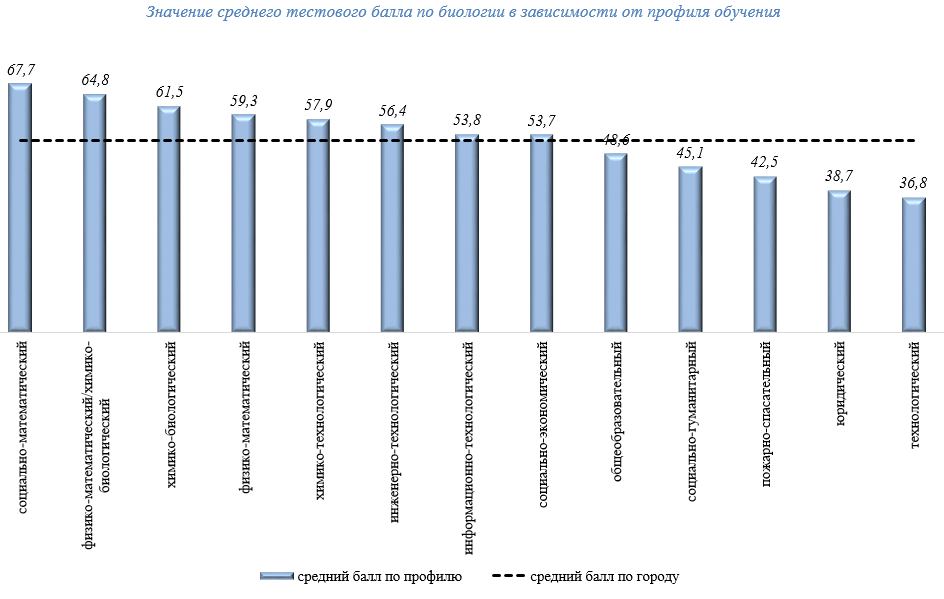 Значение среднего тестового балла по биологии в зависимости от профиля обучения
67,7
64,8
61,5
59,3
57,9
56,4
53,8
53,7
48,6
45,1
42,5
38,7
36,8
социально-математический
физико-математический/химико-
биологический
химико-биологический
физико-математический
химико-технологический
инженерно-технологический
информационно-технологический
социально-экономический
общеобразовательный
социально-гуманитарный
пожарно-спасательный
юридический
технологический
средний балл по профилю
средний балл по городу